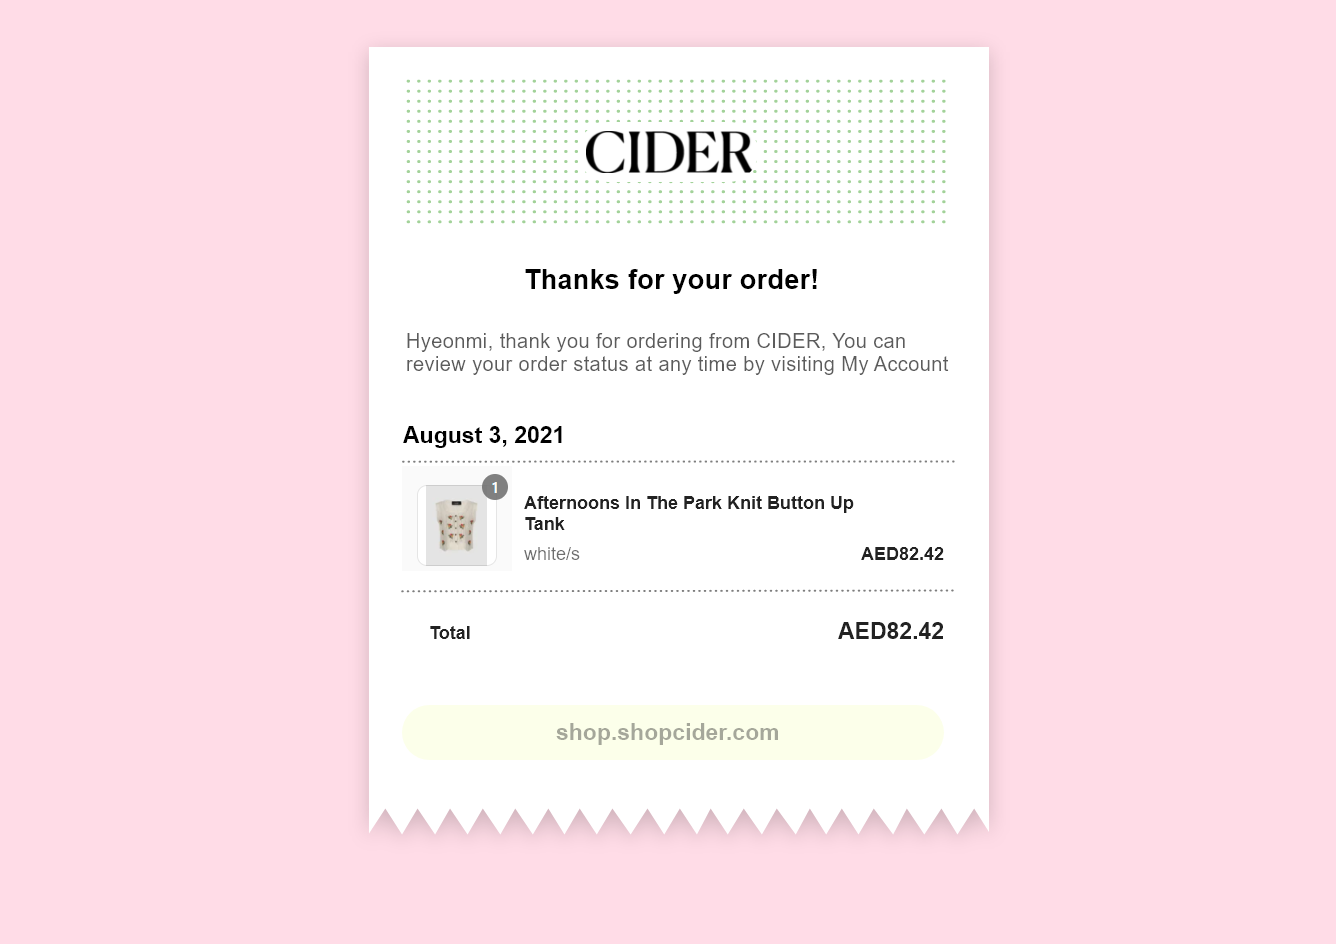 CIDER
Thanks for your order!
Hyeonmi, thank you for ordering from CIDER, You can
review your order status at any time by visiting My Account
August 3, 2021
1
Afternoons In The Park Knit Button Up
Tank
white/s AED82.42
Total AED82.42
shop.shopcider.com